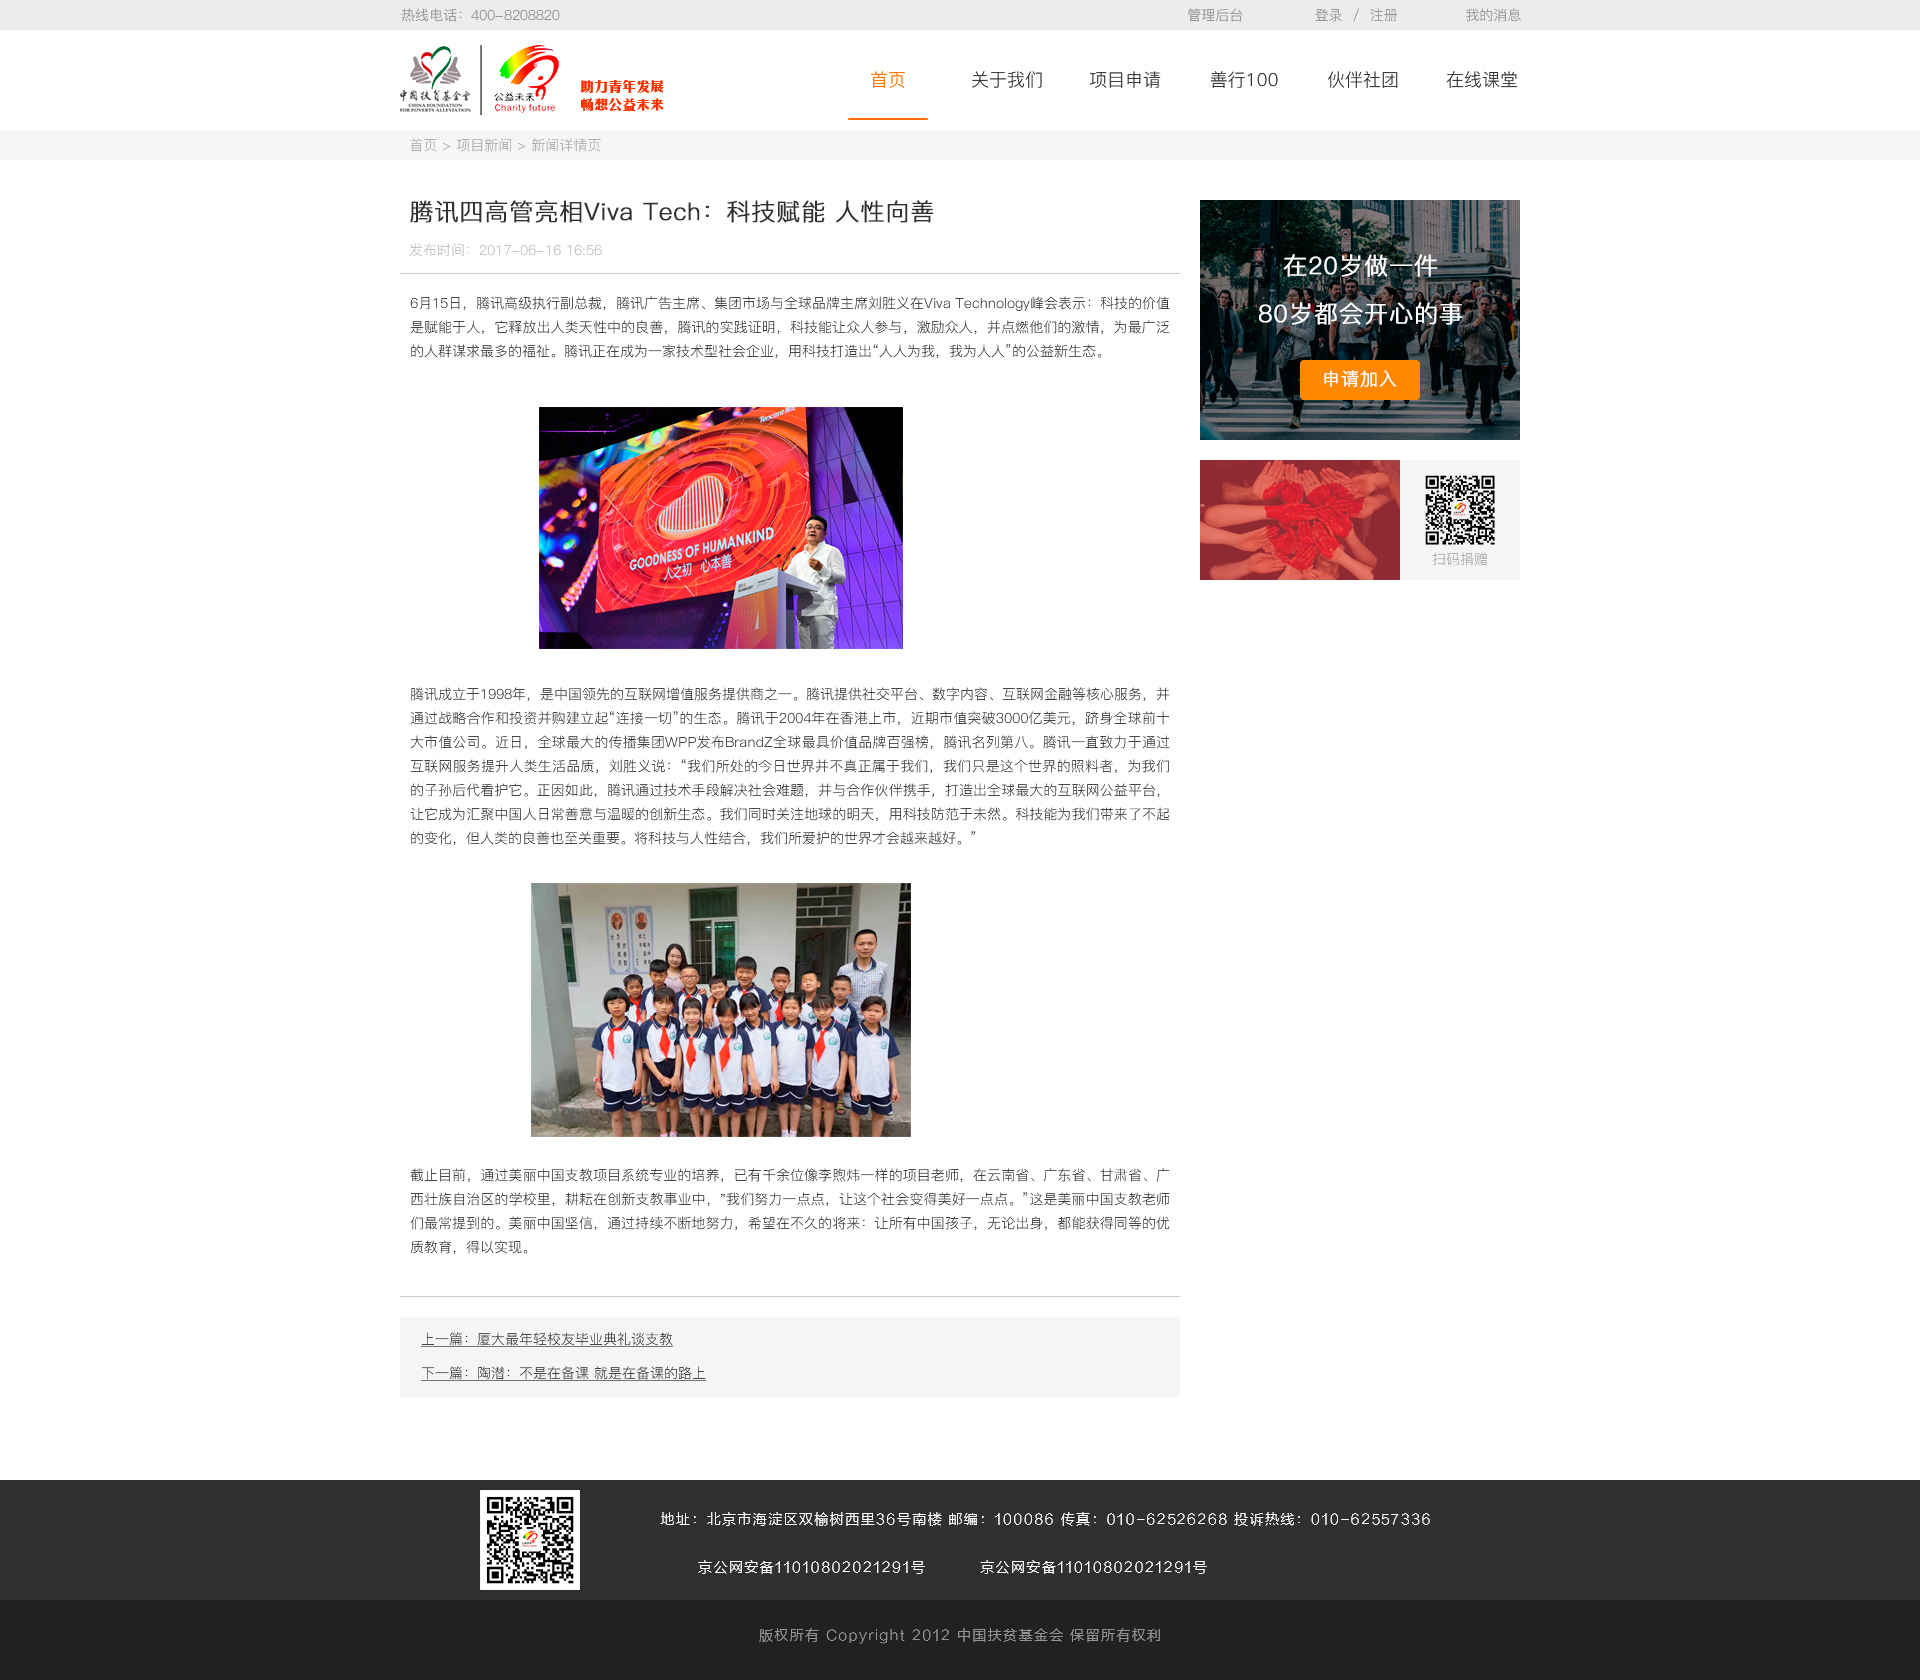 热线电话：400-8208820
管理后台
登录 / 注册
我的消息
中国扶贫基金会
CHINA FOUNDATION
FOR POVERTY ALLEVIATION
公益未来
Charity future
助力青年发展
畅想公益未来
首页
关于我们
项目申请
善行100
伙伴社团
在线课堂
首页 > 项目新闻 > 新闻详情页
腾讯四高管亮相Viva Tech：科技赋能 人性向善
发布时间：2017-06-16 16:56
6月15日，腾讯高级执行副总裁，腾讯广告主席、集团市场与全球品牌主席刘胜义在Viva Technology峰会表示：科技的价值
是赋能于人，它释放出人类天性中的良善，腾讯的实践证明，科技能让众人参与，激励众人，并点燃他们的激情，为最广泛
的人群谋求最多的福祉。腾讯正在成为一家技术型社会企业，用科技打造出“人人为我，我为人人”的公益新生态。
Tencent
GOODNESS OF HUMANKIND
人之初 心本善
腾讯成立于1998年，是中国领先的互联网增值服务提供商之一。腾讯提供社交平台、数字内容、互联网金融等核心服务，并
通过战略合作和投资并购建立起“连接一切”的生态。腾讯于2004年在香港上市，近期市值突破3000亿美元，跻身全球前十
大市值公司。近日，全球最大的传播集团WPP发布BrandZ全球最具价值品牌百强榜，腾讯名列第八。腾讯一直致力于通过
互联网服务提升人类生活品质，刘胜义说：“我们所处的今日世界并不真正属于我们，我们只是这个世界的照料者，为我们
的子孙后代看护它。正因如此，腾讯通过技术手段解决社会难题，并与合作伙伴携手，打造出全球最大的互联网公益平台，
让它成为汇聚中国人日常善意与温暖的创新生态。我们同时关注地球的明天，用科技防范于未然。科技能为我们带来了不起
的变化，但人类的良善也至关重要。将科技与人性结合，我们所爱护的世界才会越来越好。”
截止目前，通过美丽中国支教项目系统专业的培养，已有千余位像李煦炜一样的项目老师，在云南省、广东省、甘肃省、广
西壮族自治区的学校里，耕耘在创新支教事业中，”我们努力一点点，让这个社会变得美好一点点。”这是美丽中国支教老师
们最常提到的。美丽中国坚信，通过持续不断地努力，希望在不久的将来：让所有中国孩子，无论出身，都能获得同等的优
质教育，得以实现。
上一篇：厦大最年轻校友毕业典礼谈支教
下一篇：陶潜：不是在备课 就是在备课的路上
在20岁做一件
80岁都会开心的事
申请加入
扫码捐赠
地址：北京市海淀区双榆树西里36号南楼 邮编：100086 传真：010-62526268 投诉热线：010-62557336
京公网安备11010802021291号
京公网安备11010802021291号
版权所有 Copyright 2012 中国扶贫基金会 保留所有权利